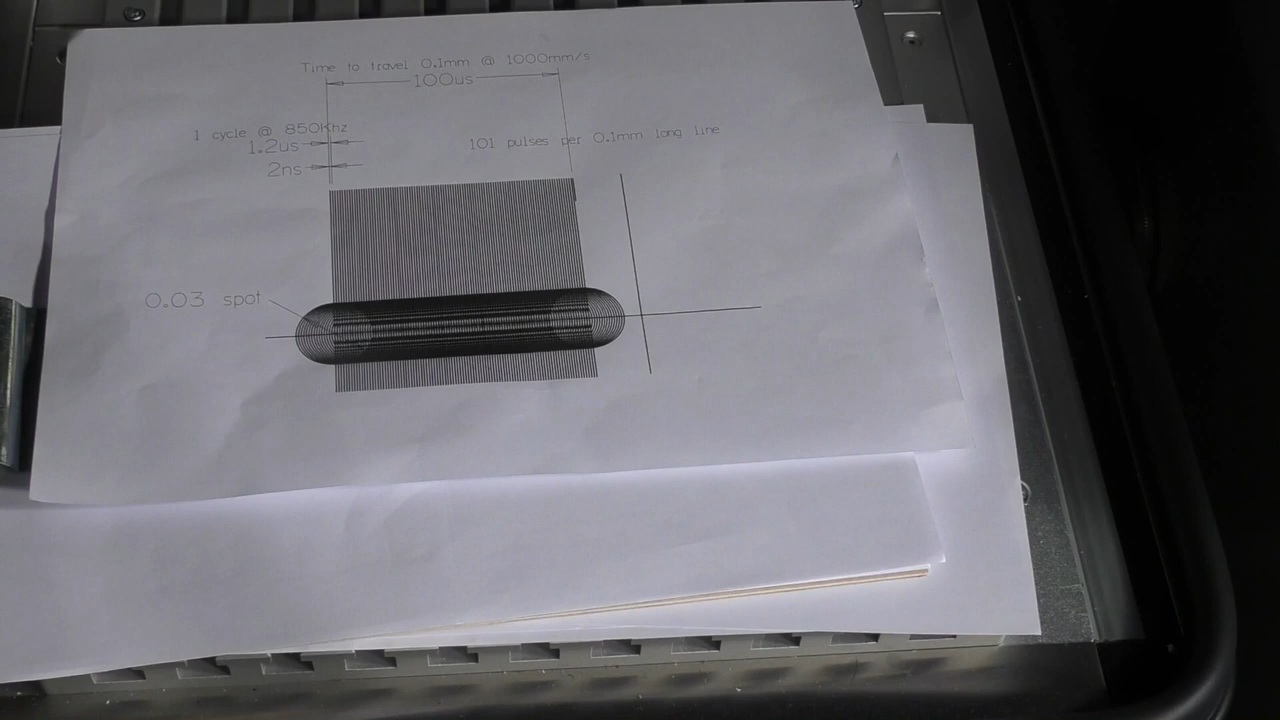 Time to travel 0.1mm @ 1000mm/s
100us
1 cycle @ 850Khz
1.2us
101 pulses per 0.1mm long line
2ns
0.03 spot